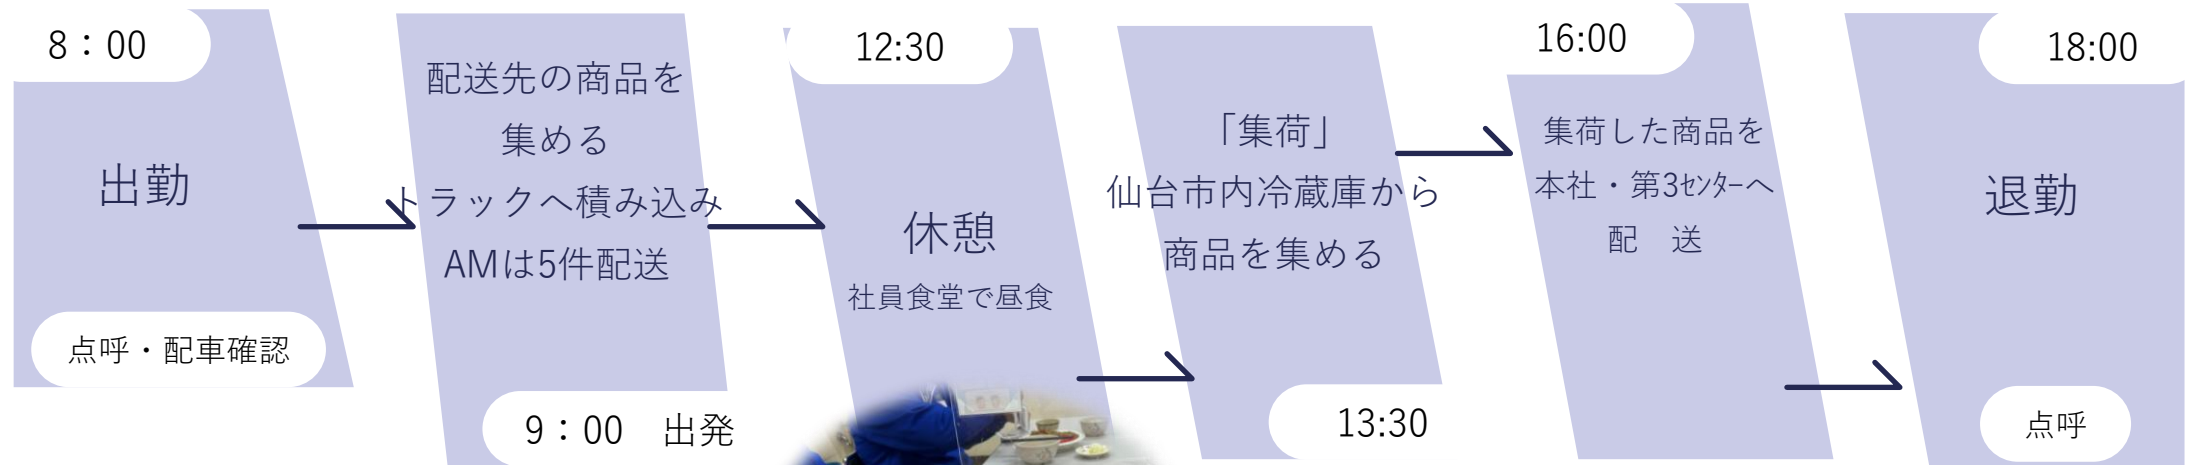 8：00
出勤
点呼・配車確認
配送先の商品を
集める
トラックへ積み込み
AMは5件配送
9：00　出発
12:30
休憩
社員食堂で昼食
「集荷」
仙台市内冷蔵庫から
商品を集める
13:30
16:00
集荷した商品を
本社・第3ｾﾝﾀｰへ
配　送
18:00
退勤
点呼